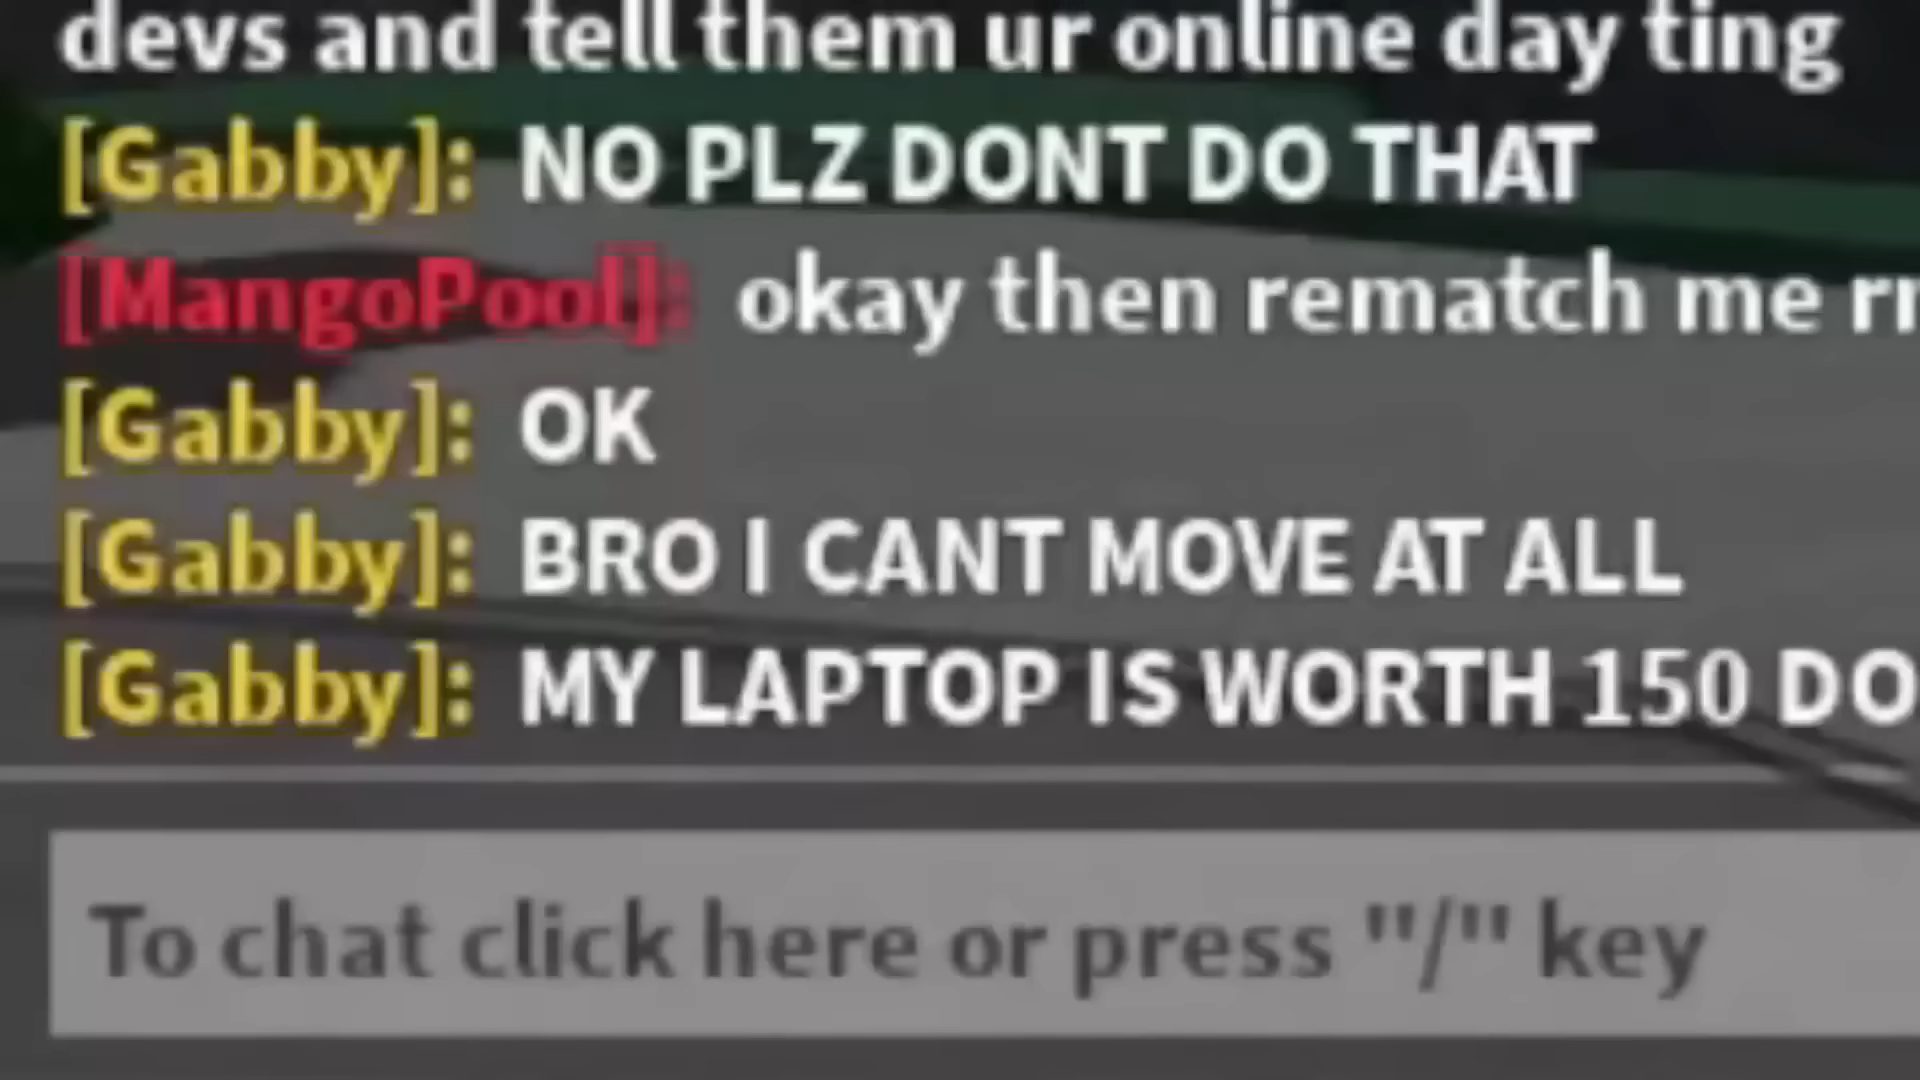 devs and tell them ur online day ting
[Gabby]: NO PLZ DONT DO THAT
[MangoPool]: okay then rematch me
[Gabby]: OK
[Gabby]: BRO I CANT MOVE AT ALL
[Gabby]: MY LAPTOP IS WORTH 150 DO
To chat click here or press "/" key